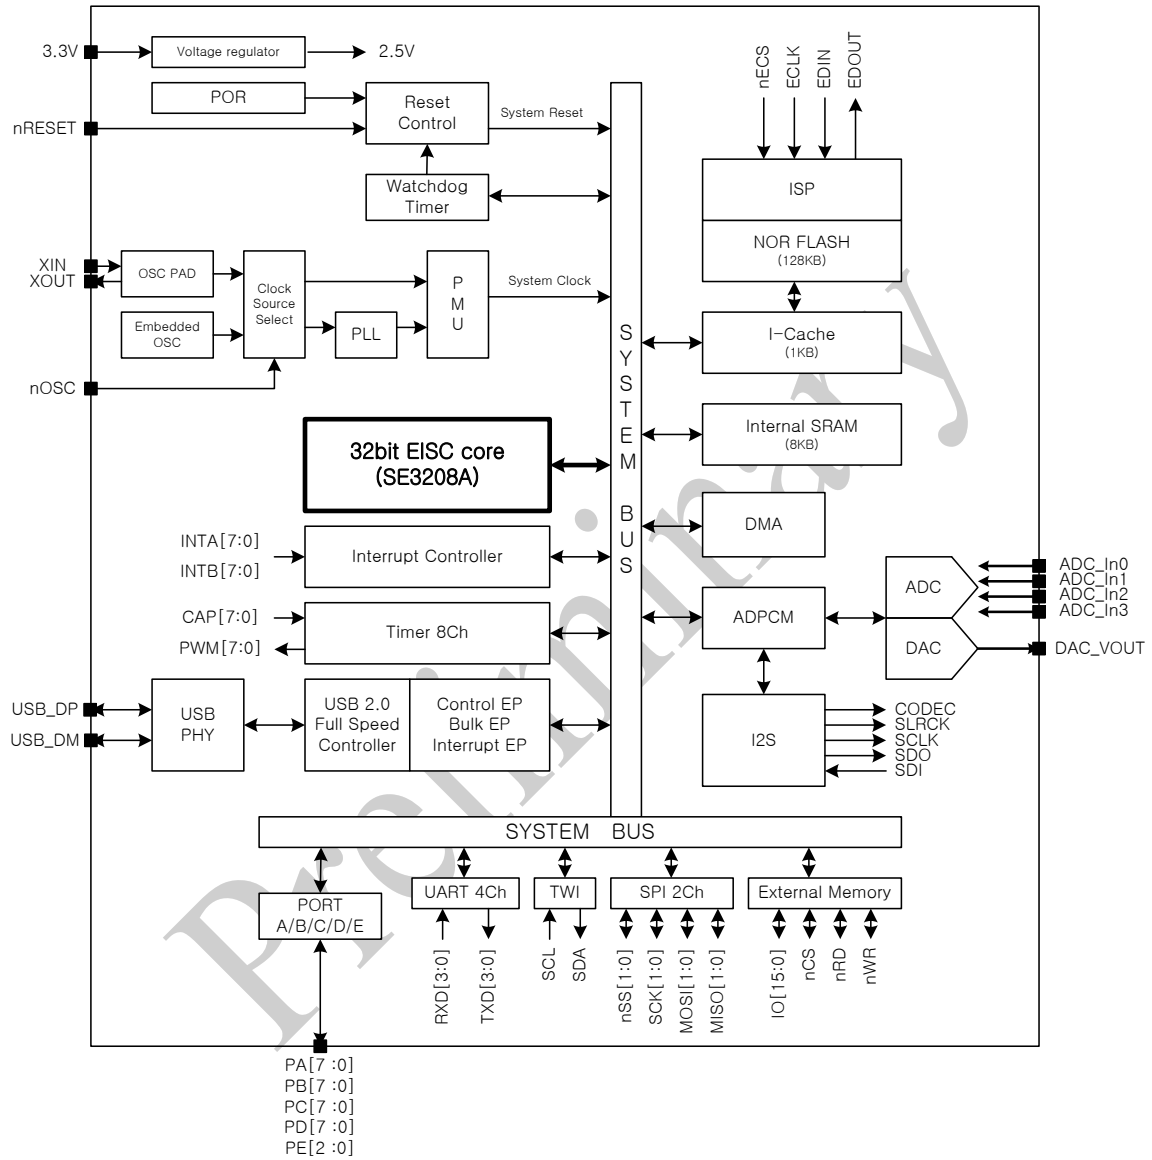 3.3V
Voltage regulator
2.5V
POR
nRESET
Reset
Control
System Reset
Watchdog
Timer
XIN
XOUT
OSC PAD
Embedded
OSC
Clock
Source
Select
PLL
P
M
U
System Clock
nOSC
32bit EISC core
(SE3208A)
INTA[7:0]
INTB[7:0]
Interrupt Controller
CAP[7:0]
PWM[7:0]
Timer 8Ch
USB_DP
USB_DM
USB
PHY
USB 2.0
Full Speed
Controller
Control EP
Bulk EP
Interrupt EP
S
Y
S
T
E
M
B
U
S
nECS
ECLK
EDIN
EDOUT
ISP
NOR FLASH
(128KB)
I-Cache
(1KB)
Internal SRAM
(8KB)
DMA
ADPCM
ADC
DAC
ADC_In0
ADC_In1
ADC_In2
ADC_In3
DAC_VOUT
I2S
CODEC
SLRCK
SCLK
SDO
SDI
SYSTEM BUS
PORT
A/B/C/D/E
UART 4Ch
TWI
SPI 2Ch
External Memory
RXD[3:0]
TXD[3:0]
SCL
SDA
nSS[1:0]
SCK[1:0]
MOSI[1:0]
MISO[1:0]
IO[15:0]
nCS
nRD
nWR
PA[7 :0]
PB[7 :0]
PC[7 :0]
PD[7 :0]
PE[2 :0]
Preliminary